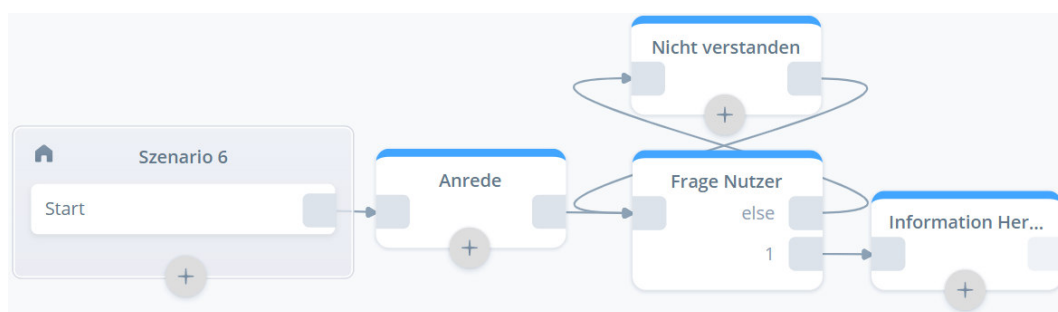 Nicht verstanden
Szenario 6
Start
Anrede
Frage Nutzer
else
1
Information Her...